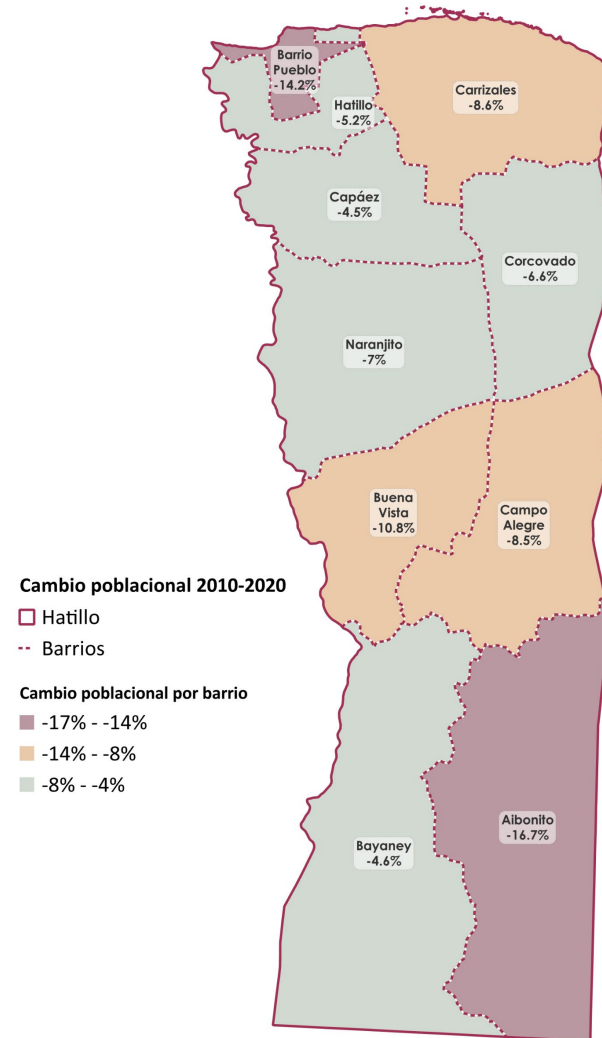 Barrio
Pueblo
-14.2%
Carrizales
-8.6%
Hatillo
-5.2%
Capáez
-4.5%
Corcovado
-6.6%
Naranjito
-7%
Buena
Vista
-10.8%
Campo
Alegre
-8.5%
Cambio poblacional 2010-2020
Hatillo
Barrios
Cambio poblacional por barrio
-17% - -14%
-14% - -8%
-8% - -4%
Aibonito
-16.7%
Bayaney
-4.6%